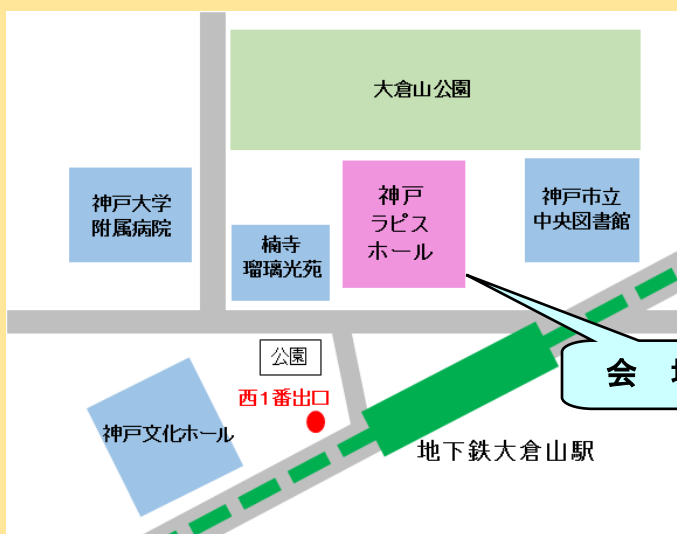 大倉山公園
神戸大学
附属病院
神戸
ラピス
ホール
神戸市立
中央図書館
楠寺
瑠璃光苑
公園
西1番出口
会
神戸文化ホール
地下鉄大倉山駅